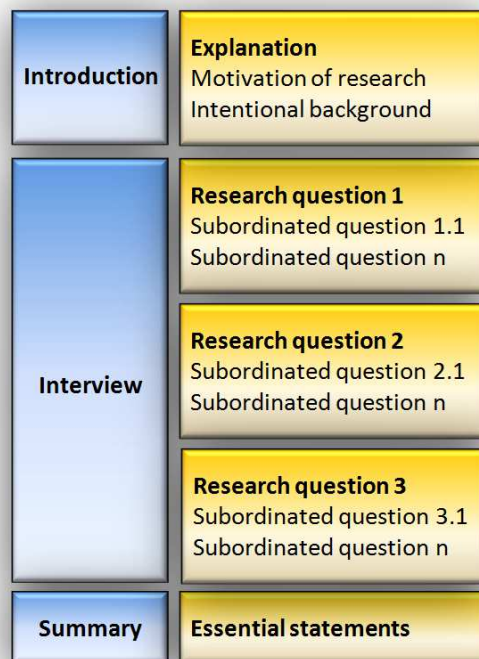 Introduction
Explanation
Motivation of research
Intentional background
Interview
Research question 1
Subordinated question 1.1
Subordinated question n
Research question 2
Subordinated question 2.1
Subordinated question n
Research question 3
Subordinated question 3.1
Subordinated question n
Summary
Essential statements